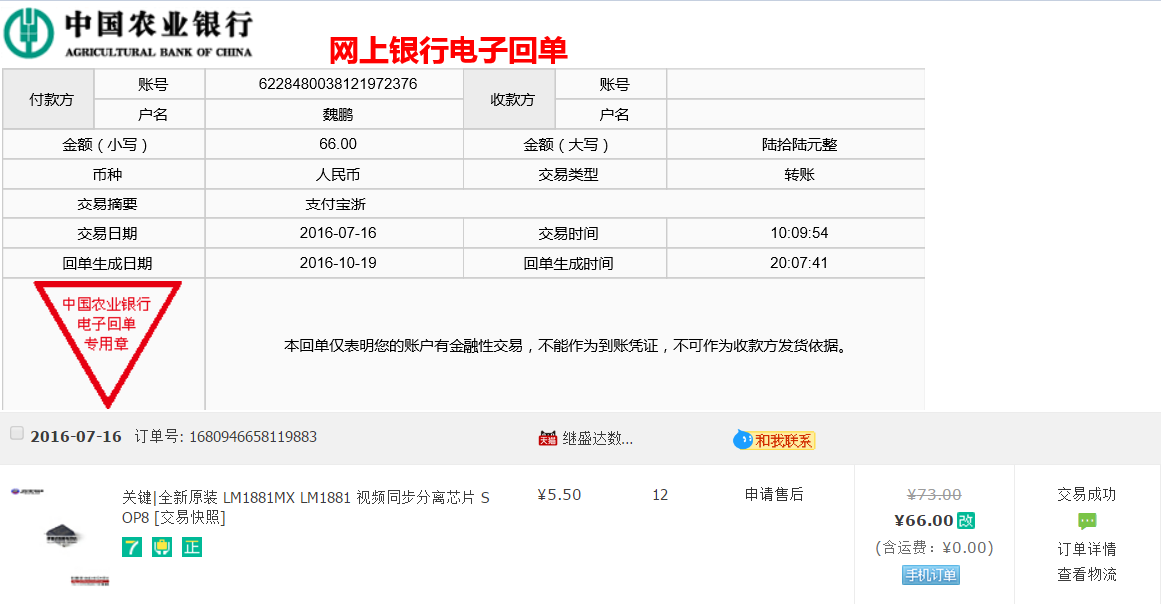 中国农业银行
AGRICULTURAL BANK OF CHINA
网上银行电子回单
付款方 账号 6228480038121972376 收款方 账号
户名 魏鹏 户名
金额（小写） 66.00 金额（大写） 陆拾陆元整
币种 人民币 交易类型 转账
交易摘要 支付宝浙
交易日期 2016-07-16 交易时间 10:09:54
回单生成日期 2016-10-19 回单生成时间 20:07:41
中国农业银行
电子回单
专用章
本回单仅表明您的账户有金融性交易，不能作为到账凭证，不可作为收款方发货依据。
2016-07-16 订单号: 1680946658119883 天猫 继盛达数... 和我联系
关键|全新原装 LM1881MX LM1881 视频同步分离芯片 S
OP8 [交易快照]
7 正
¥5.50 12 申请售后 ¥73.00 交易成功
¥66.00 改
(含运费：¥0.00) 订单详情
手机订单 查看物流